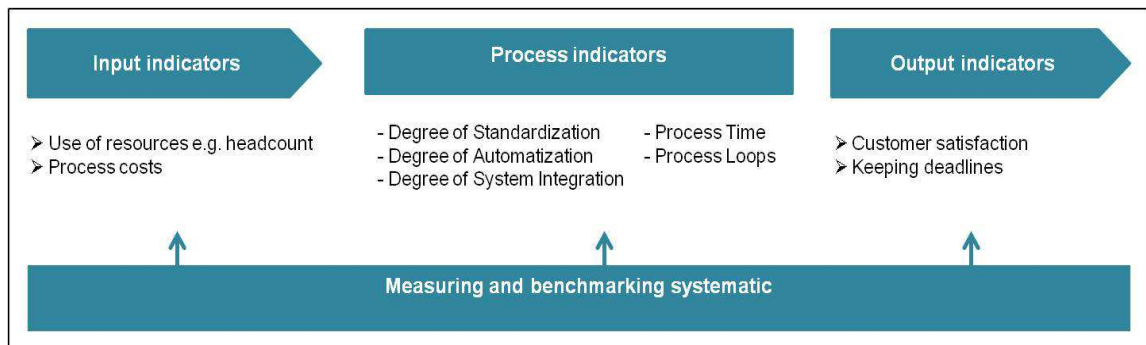 Input indicators
Process indicators
Output indicators
➢ Use of resources e.g. headcount
➢ Process costs
- Degree of Standardization
- Degree of Automatization
- Degree of System Integration
- Process Time
- Process Loops
➢ Customer satisfaction
➢ Keeping deadlines
Measuring and benchmarking systematic